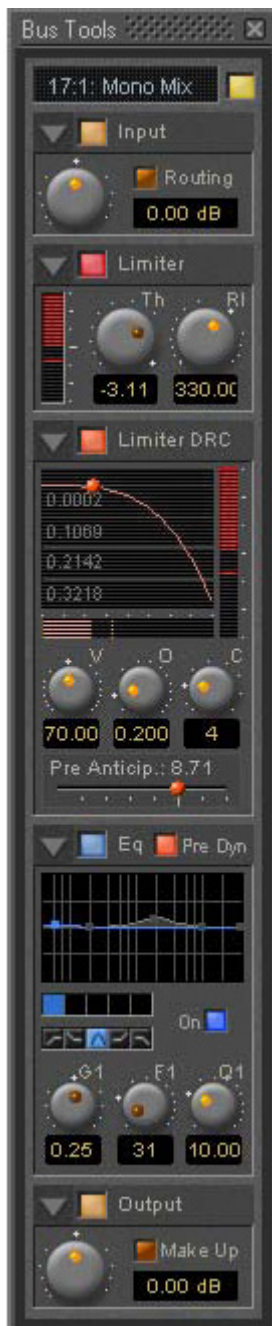 Bus Tools
17:1: Mono Mix
Input
Routing
0.00 dB
Limiter
Th Rl
-3.11 330.00
Limiter DRC
0.0002
0.1069
0.2142
0.3218
V O C
70.00 0.200 4
Pre Anticip.: 8.71
Eq Pre Dyn
On
G1 F1 Q1
0.25 31 10.00
Output
Make Up
0.00 dB